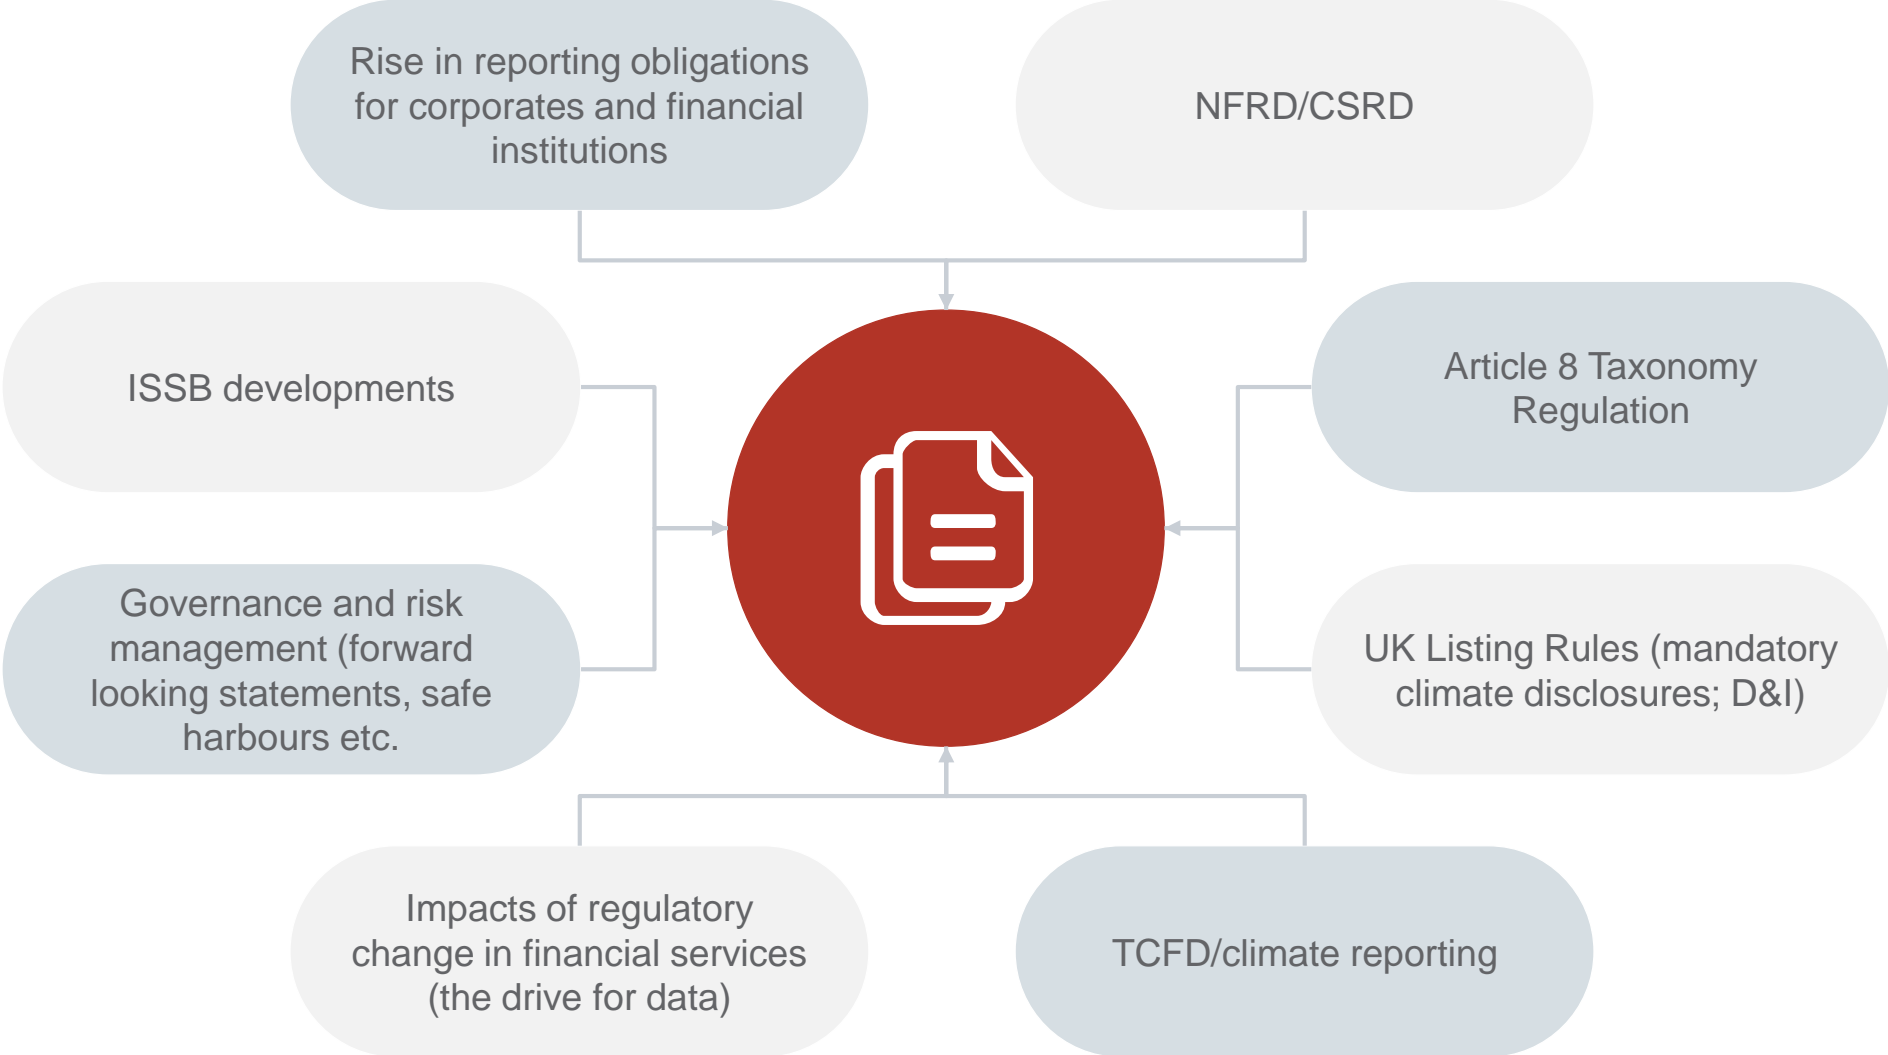 Rise in reporting obligations
for corporates and financial
institutions
NFRD/CSRD
ISSB developments
Article 8 Taxonomy
Regulation
Governance and risk
management (forward
looking statements, safe
harbours etc.
UK Listing Rules (mandatory
climate disclosures; D&I)
Impacts of regulatory
change in financial services
(the drive for data)
TCFD/climate reporting